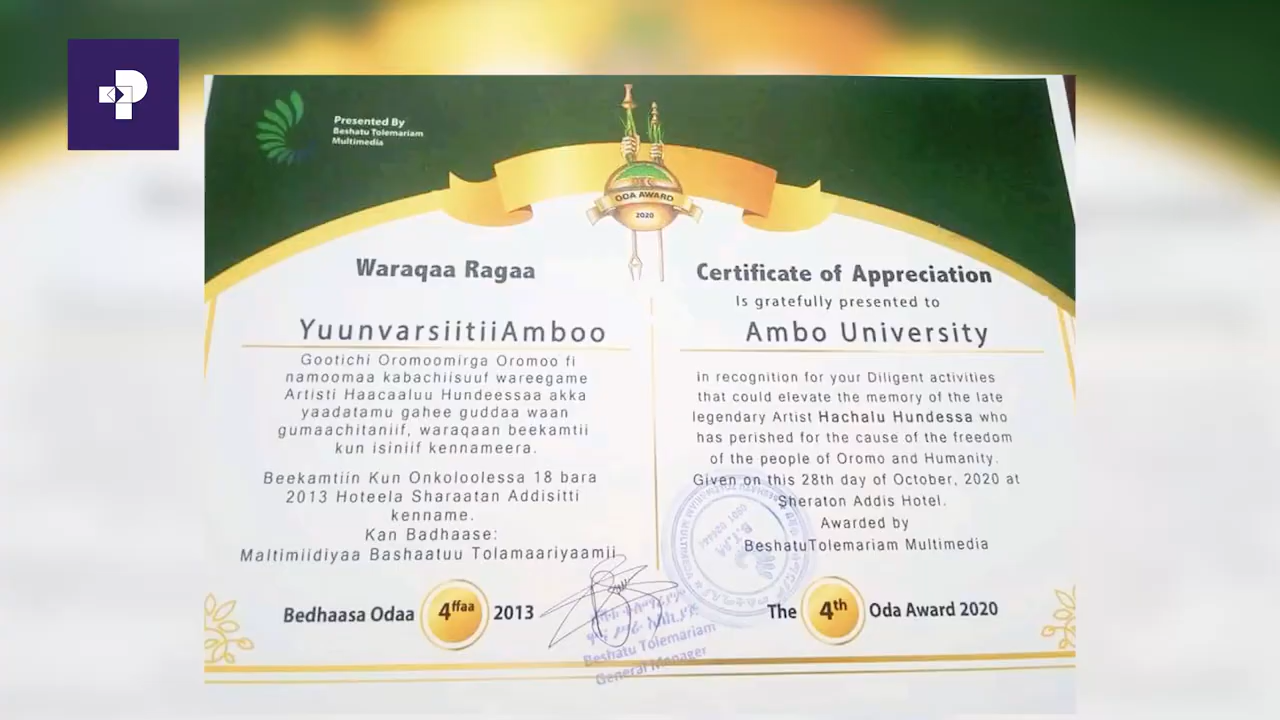 Presented By
Beshatu Tolemariam
Multimedia
ODA AWARD
2020
Waraqaa Ragaa
YuunvarsiitiiAmboo
Gootichi Oromoomirga Oromoo fi
namoomaa kabachiisuuf wareegame
Artisti Haacaaluu Hundeessaa akka
yaadatamu gahee guddaa waan
gumaachitaniif, waraqaan beekamtii
kun isiniif kennameera.
Beekamtiin Kun Onkoloolessa 18 bara
2013 Hoteela Sharaatan Addisitti
kenname.
Kan Badhaase:
Maltimiidiyaa Bashaatuu Tolamaariyaamii
Bedhaasa Odaa 4ffaa 2013
Certificate of Appreciation
Is gratefully presented to
Ambo University
in recognition for your Diligent activities
that could elevate the memory of the late
legendary Artist Hachalu Hundessa who
has perished for the cause of the freedom
of the people of Oromo and Humanity.
Given on this 28th day of October, 2020 at
Sheraton Addis Hotel.
Awarded by
BeshatuTolemariam Multimedia
The 4th Oda Award 2020
Beshatu Tolemariam
General Manager